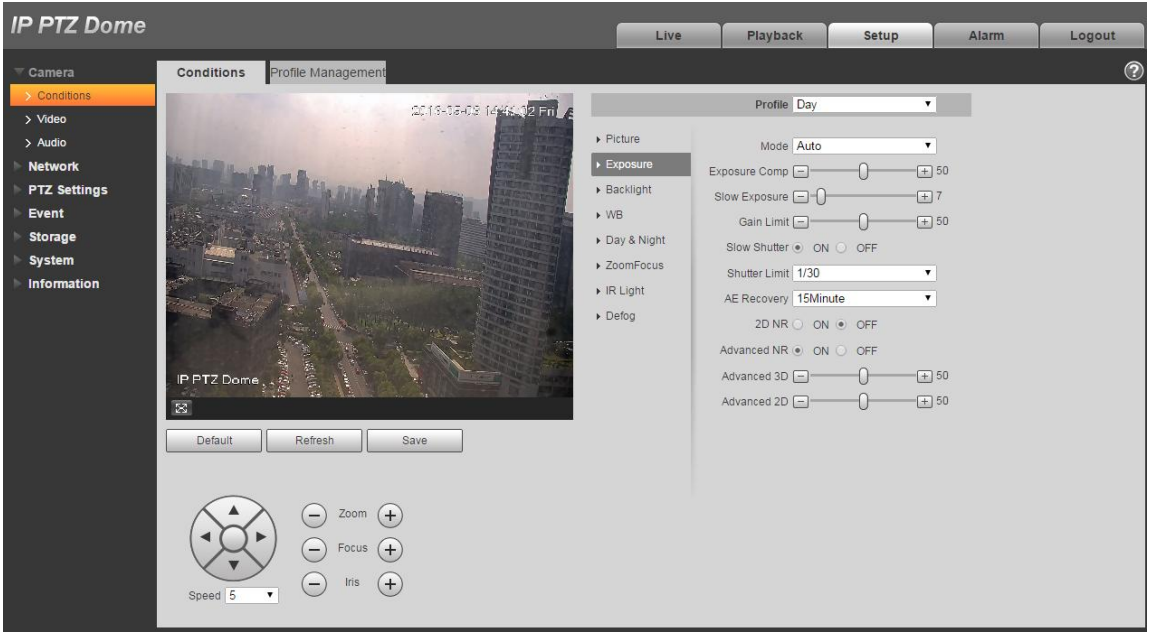 IP PTZ Dome
Live
Playback
Setup
Alarm
Logout
Camera
Conditions
Video
Audio
Network
PTZ Settings
Event
Storage
System
Information
Conditions
Profile Management
?
IP PTZ Dome
Default
Refresh
Save
Zoom
Focus
Iris
Speed 5
Profile Day
Picture
Exposure
Backlight
WB
Day & Night
ZoomFocus
IR Light
Defog
Mode Auto
Exposure Comp 50
Slow Exposure 7
Gain Limit 50
Slow Shutter ON OFF
Shutter Limit 1/30
AE Recovery 15Minute
2D NR ON OFF
Advanced NR ON OFF
Advanced 3D 50
Advanced 2D 50